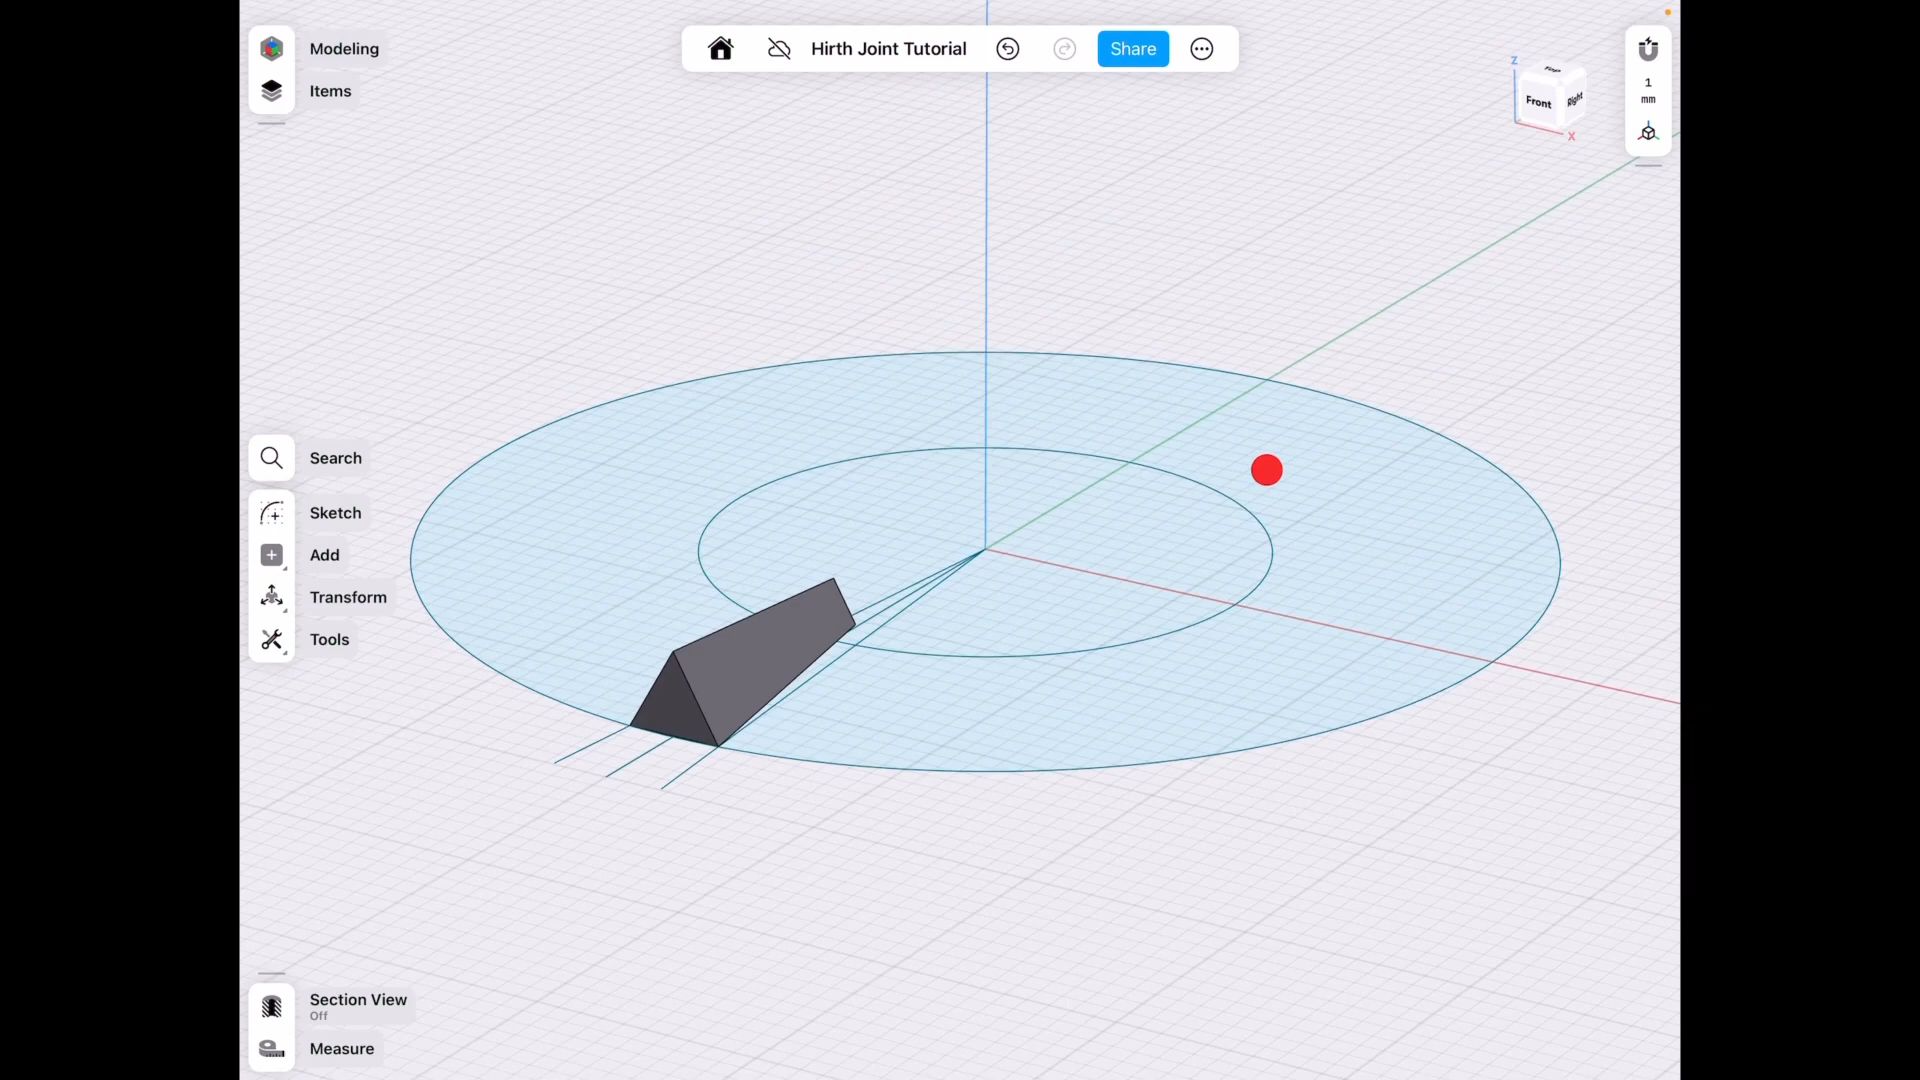 Modeling
Items
Hirth Joint Tutorial
Share
Z
Top
Front
Right
X
1
mm
Search
Sketch
Add
Transform
Tools
Section View
Off
Measure